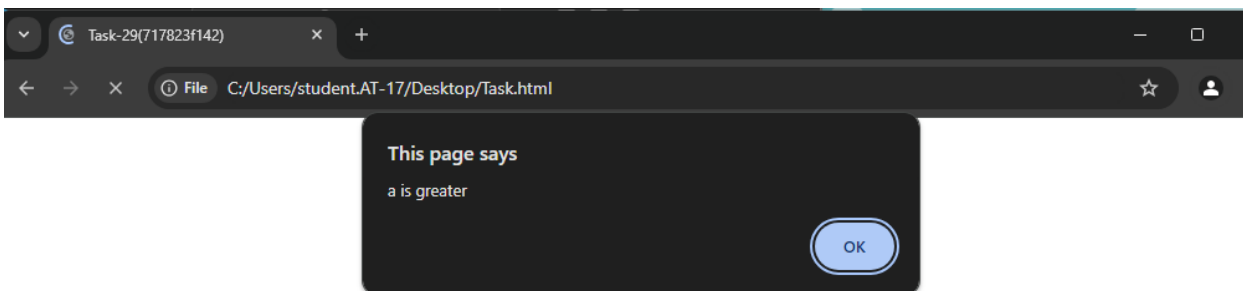 Task-29(717823f142)
File C:/Users/student.AT-17/Desktop/Task.html
This page says
a is greater
OK